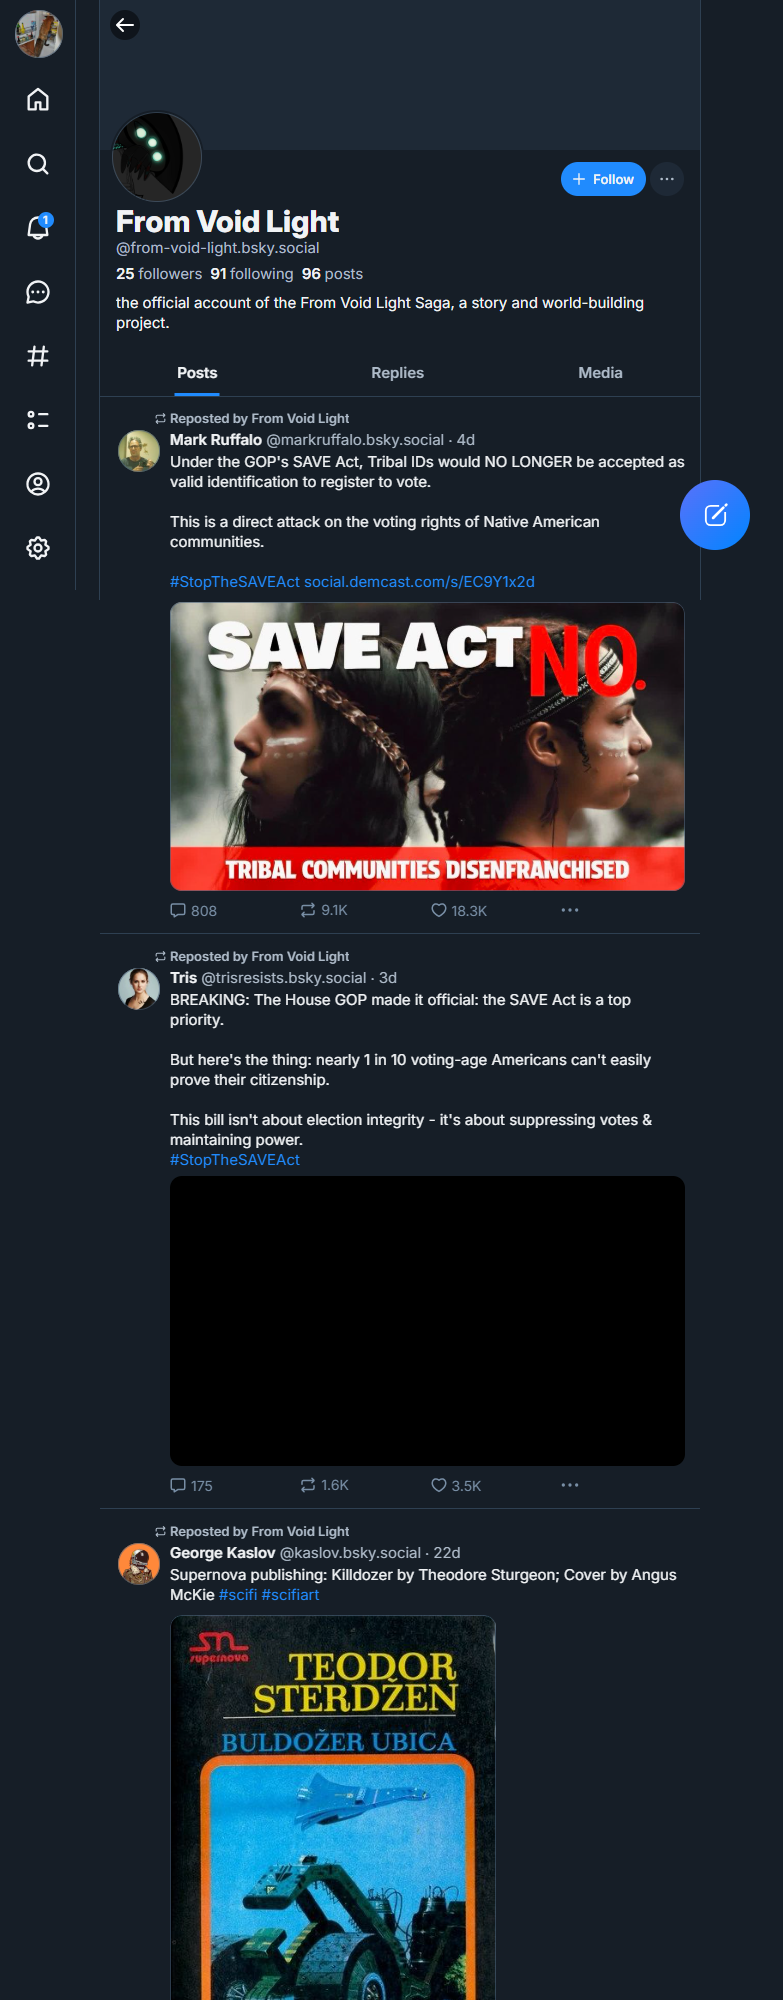 1
From Void Light
@from-void-light.bsky.social
25 followers 91 following 96 posts
the official account of the From Void Light Saga, a story and world-building
project.
+ Follow
Posts
Replies
Media
Reposted by From Void Light
Mark Ruffalo @markruffalo.bsky.social · 4d
Under the GOP's SAVE Act, Tribal IDs would NO LONGER be accepted as
valid identification to register to vote.
This is a direct attack on the voting rights of Native American
communities.
#StopTheSAVEAct social.demcast.com/s/EC9Y1x2d
SAVE ACT NO.
TRIBAL COMMUNITIES DISENFRANCHISED
808 9.1K 18.3K
Reposted by From Void Light
Tris @trisresists.bsky.social · 3d
BREAKING: The House GOP made it official: the SAVE Act is a top
priority.
But here's the thing: nearly 1 in 10 voting-age Americans can't easily
prove their citizenship.
This bill isn't about election integrity - it's about suppressing votes &
maintaining power.
#StopTheSAVEAct
175 1.6K 3.5K
Reposted by From Void Light
George Kaslov @kaslov.bsky.social · 22d
Supernova publishing: Killdozer by Theodore Sturgeon; Cover by Angus
McKie #scifi #scifiart
supernova
TEODOR
STERDŽEN
BULDOŽER UBICA